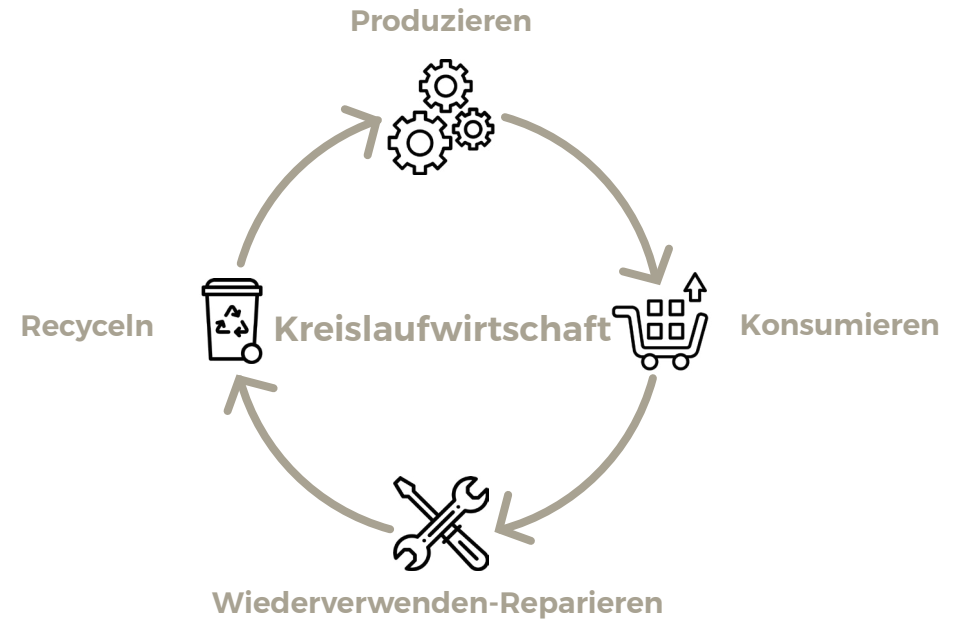 Produzieren
Recyceln
Kreislaufwirtschaft
Konsumieren
Wiederverwenden-Reparieren